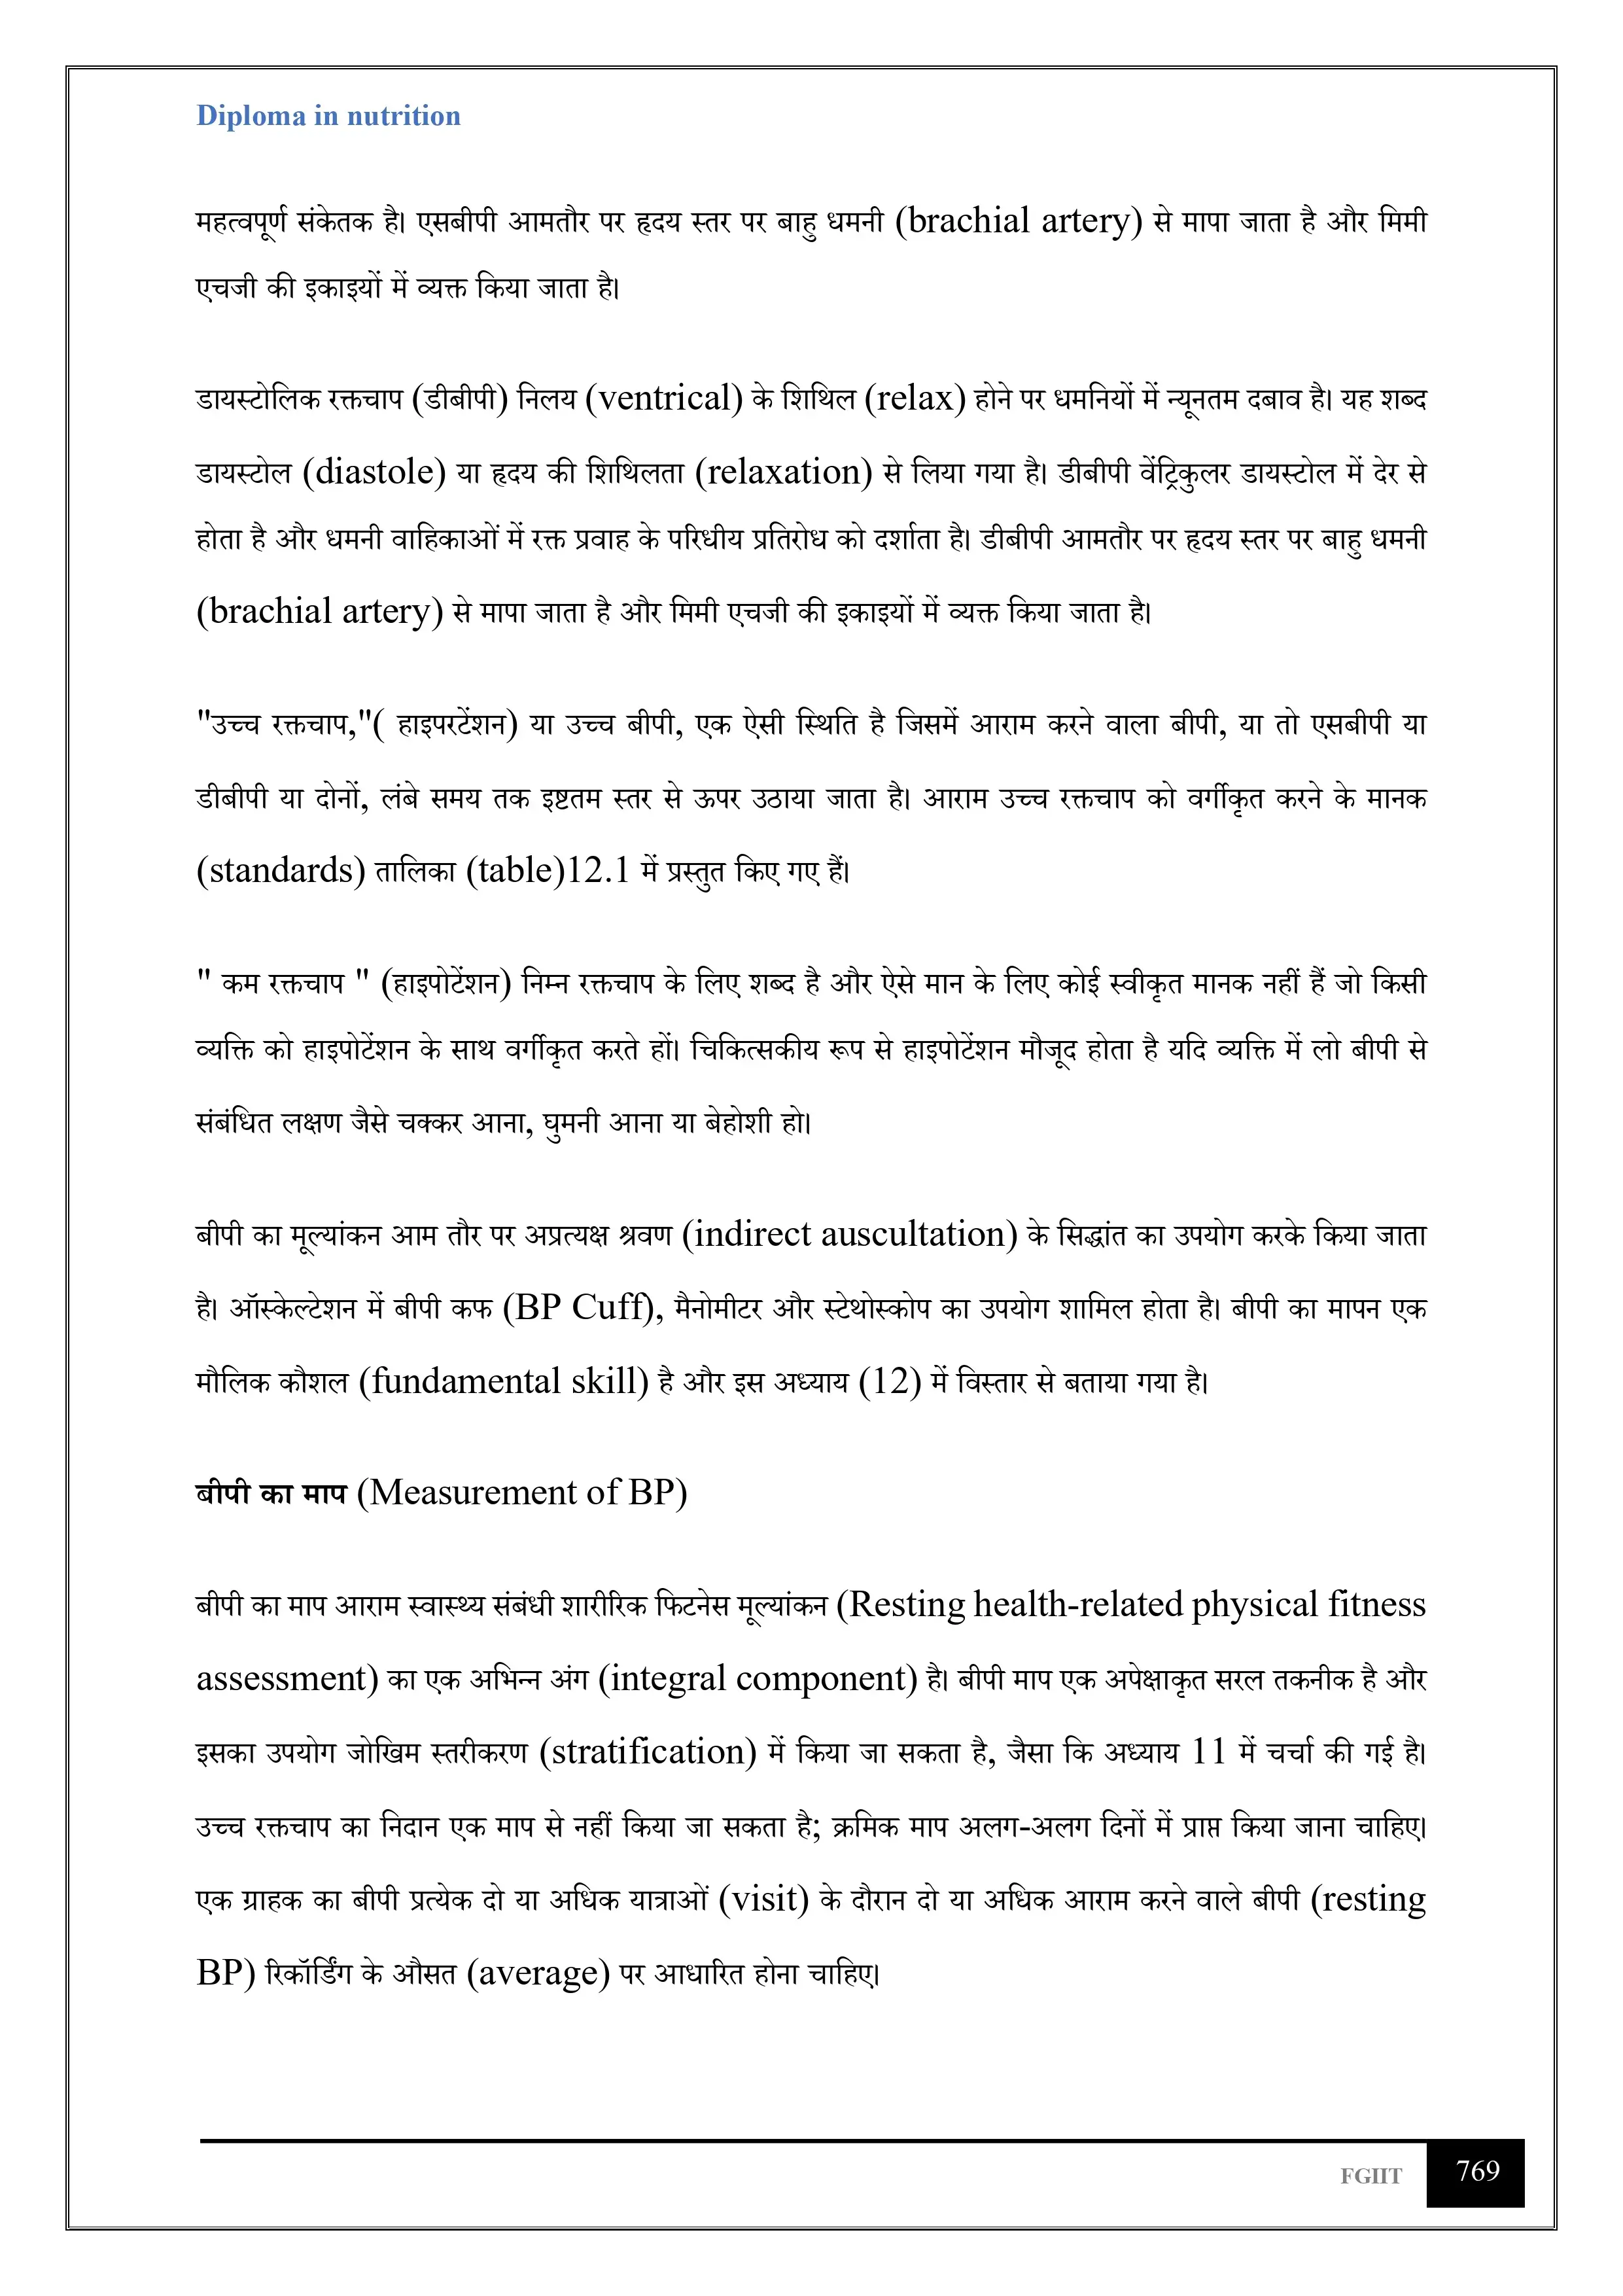 Diploma in nutrition
महत्वपूर्ण संकेतक है। एसबीपी आमतौर पर हृदय स्तर पर बाहु धमनी (brachial artery) से मापा जाता है और मिमी
एचजी की इकाइयों में व्यक्त किया जाता है।
डायस्टोलिक रक्तचाप (डीबीपी) निलय (ventrical) के शिथिल (relax) होने पर धमनियों में न्यूनतम दबाव है। यह शब्द
डायस्टोल (diastole) या हृदय की शिथिलता (relaxation) से लिया गया है। डीबीपी वेंट्रिकुलर डायस्टोल में देर से
होता है और धमनी वाहिकाओं में रक्त प्रवाह के परिधीय प्रतिरोध को दर्शाता है। डीबीपी आमतौर पर हृदय स्तर पर बाहु धमनी
(brachial artery) से मापा जाता है और मिमी एचजी की इकाइयों में व्यक्त किया जाता है।
"उच्च रक्तचाप,"( हाइपरटेंशन) या उच्च बीपी, एक ऐसी स्थिति है जिसमें आराम करने वाला बीपी, या तो एसबीपी या
डीबीपी या दोनों, लंबे समय तक इष्टतम स्तर से ऊपर उठाया जाता है। आराम उच्च रक्तचाप को वर्गीकृत करने के मानक
(standards) तालिका (table)12.1 में प्रस्तुत किए गए हैं।
" कम रक्तचाप " (हाइपोटेंशन) निम्न रक्तचाप के लिए शब्द है और ऐसे मान के लिए कोई स्वीकृत मानक नहीं हैं जो किसी
व्यक्ति को हाइपोटेंशन के साथ वर्गीकृत करते हों। चिकित्सकीय रूप से हाइपोटेंशन मौजूद होता है यदि व्यक्ति में लो बीपी से
संबंधित लक्षण जैसे चक्कर आना, घुमनी आना या बेहोशी हो।
बीपी का मूल्यांकन आम तौर पर अप्रत्यक्ष श्रवण (indirect auscultation) के सिद्धांत का उपयोग करके किया जाता
है। ऑस्केल्टेशन में बीपी कफ (BP Cuff), मैनोमीटर और स्टेथोस्कोप का उपयोग शामिल होता है। बीपी का मापन एक
मौलिक कौशल (fundamental skill) है और इस अध्याय (12) में विस्तार से बताया गया है।
बीपी का माप (Measurement of BP)
बीपी का माप आराम स्वास्थ्य संबंधी शारीरिक फिटनेस मूल्यांकन (Resting health-related physical fitness
assessment) का एक अभिन्न अंग (integral component) है। बीपी माप एक अपेक्षाकृत सरल तकनीक है और
इसका उपयोग जोखिम स्तरीकरण (stratification) में किया जा सकता है, जैसा कि अध्याय 11 में चर्चा की गई है।
उच्च रक्तचाप का निदान एक माप से नहीं किया जा सकता है; क्रमिक माप अलग-अलग दिनों में प्राप्त किया जाना चाहिए।
एक ग्राहक का बीपी प्रत्येक दो या अधिक यात्राओं (visit) के दौरान दो या अधिक आराम करने वाले बीपी (resting
BP) रिकॉर्डिंग के औसत (average) पर आधारित होना चाहिए।
FGIIT 769